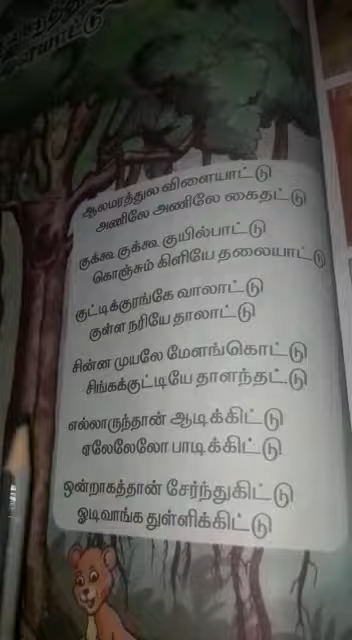 ஆலமரத்துல விளையாட்டு
அணிலே அணிலே கைதட்டு
குக்கூ குக்கூ குயில்பாட்டு
கொஞ்சும் கிளியே தலையாட்டு
குட்டிக்குரங்கே வாலாட்டு
குள்ள நரியே தாலாட்டு
சின்ன முயலே மேளங்கொட்டு
சிங்கக்குட்டியே தாளந்தட்டு
எல்லாருந்தான் ஆடிக்கிட்டு
ஏலேலேலோ பாடிக்கிட்டு
ஒன்றாகத்தான் சேர்ந்துகிட்டு
ஓடிவாங்க துள்ளிக்கிட்டு